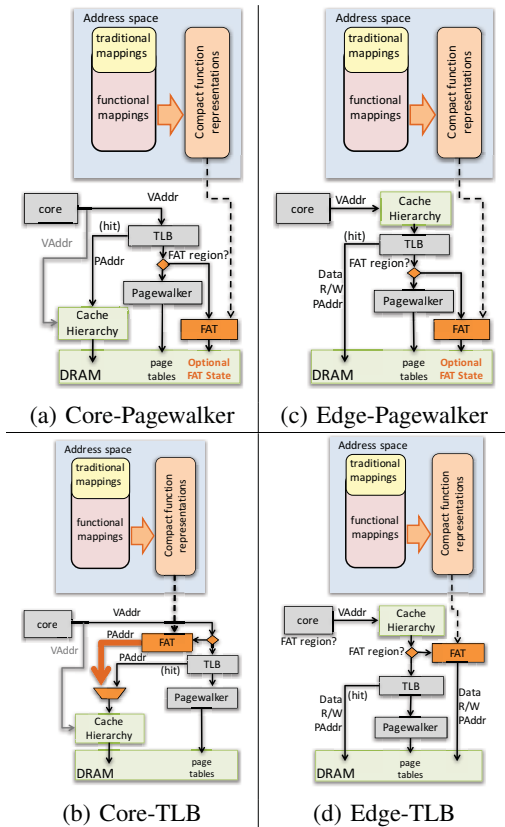 Address space
traditional
mappings
functional
mappings
Compact function
representations
core
VAddr
VAddr
(hit)
PAddr
TLB
FAT region?
Pagewalker
Cache
Hierarchy
FAT
DRAM
page
tables
Optional
FAT State
(a) Core-Pagewalker
Address space
traditional
mappings
functional
mappings
Compact function
representations
core
VAddr
Cache
Hierarchy
(hit)
TLB
FAT region?
Data
R/W
PAddr
Pagewalker
FAT
DRAM
page
tables
Optional
FAT State
(c) Edge-Pagewalker
Address space
traditional
mappings
functional
mappings
Compact function
representations
core
VAddr
VAddr
PAddr
FAT
PAddr
(hit)
TLB
Pagewalker
Cache
Hierarchy
DRAM
page
tables
(b) Core-TLB
Address space
traditional
mappings
functional
mappings
Compact function
representations
core
VAddr
FAT region?
Cache
Hierarchy
FAT region?
FAT
TLB
(hit)
Data
R/W
PAddr
Pagewalker
Data
R/W
PAddr
DRAM
page
tables
(d) Edge-TLB